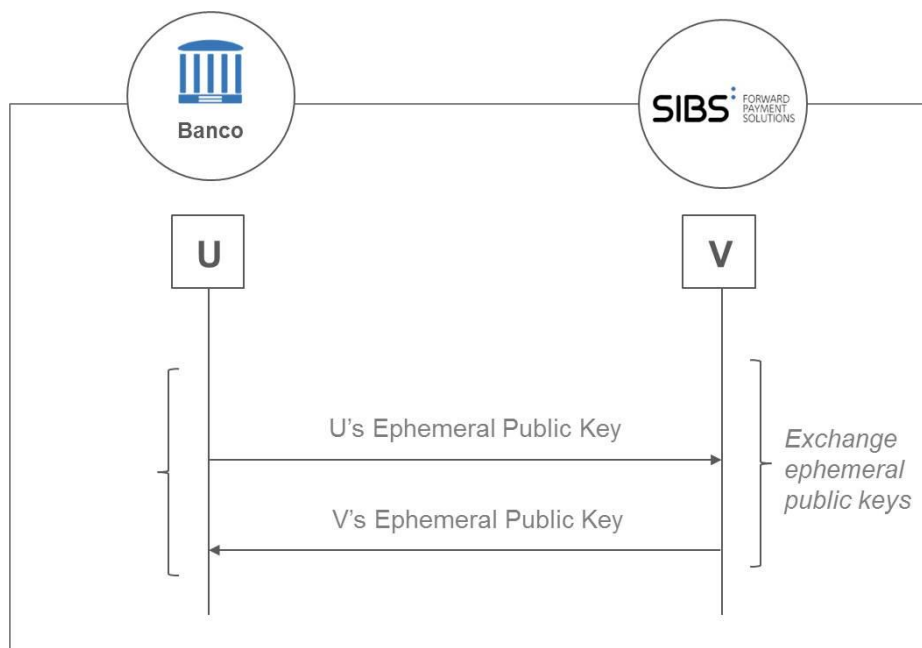 Banco
SIBS
FORWARD
PAYMENT
SOLUTIONS
U
V
U's Ephemeral Public Key
V's Ephemeral Public Key
Exchange
ephemeral
public keys